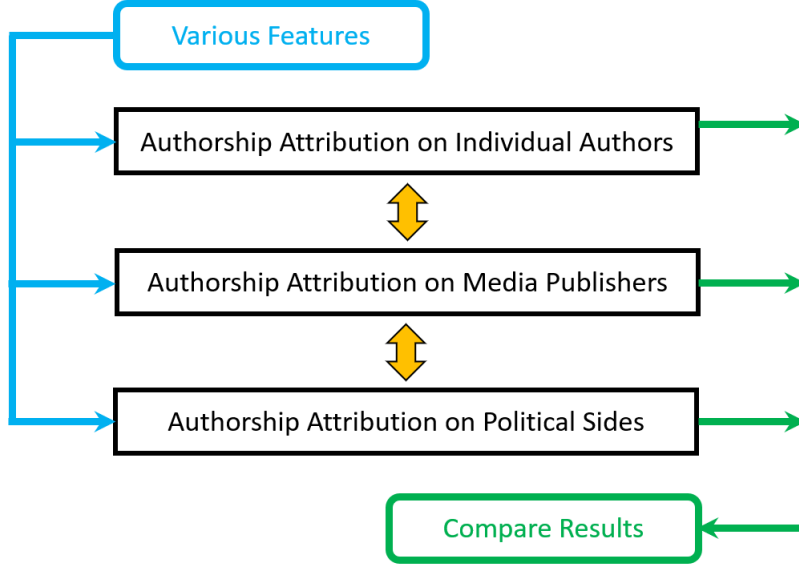 Various Features
Authorship Attribution on Individual Authors
Authorship Attribution on Media Publishers
Authorship Attribution on Political Sides
Compare Results